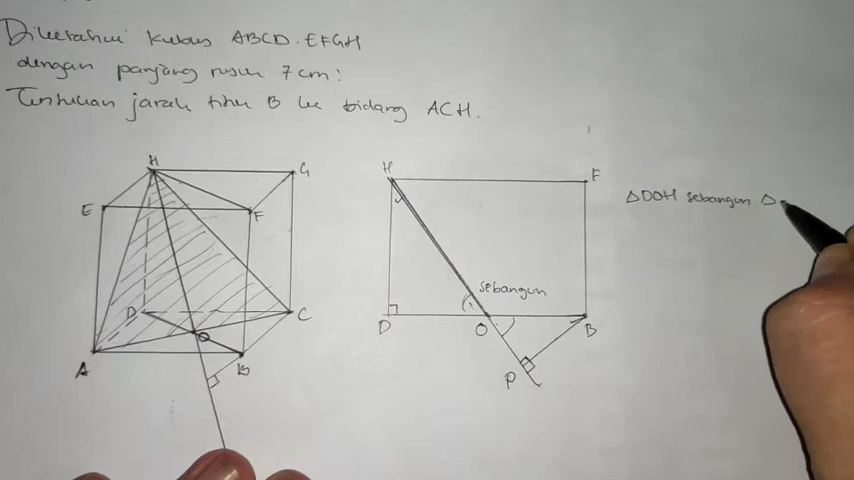 Diketahui kubus ABCD.EFGH
dengan panjang rusuk 7 cm:
Tentukan jarak titik B ke bidang ACH.
H
G
E
F
D
C
O
A
B
H
F
sebangun
D
O
B
P
ΔDOH sebangun Δ